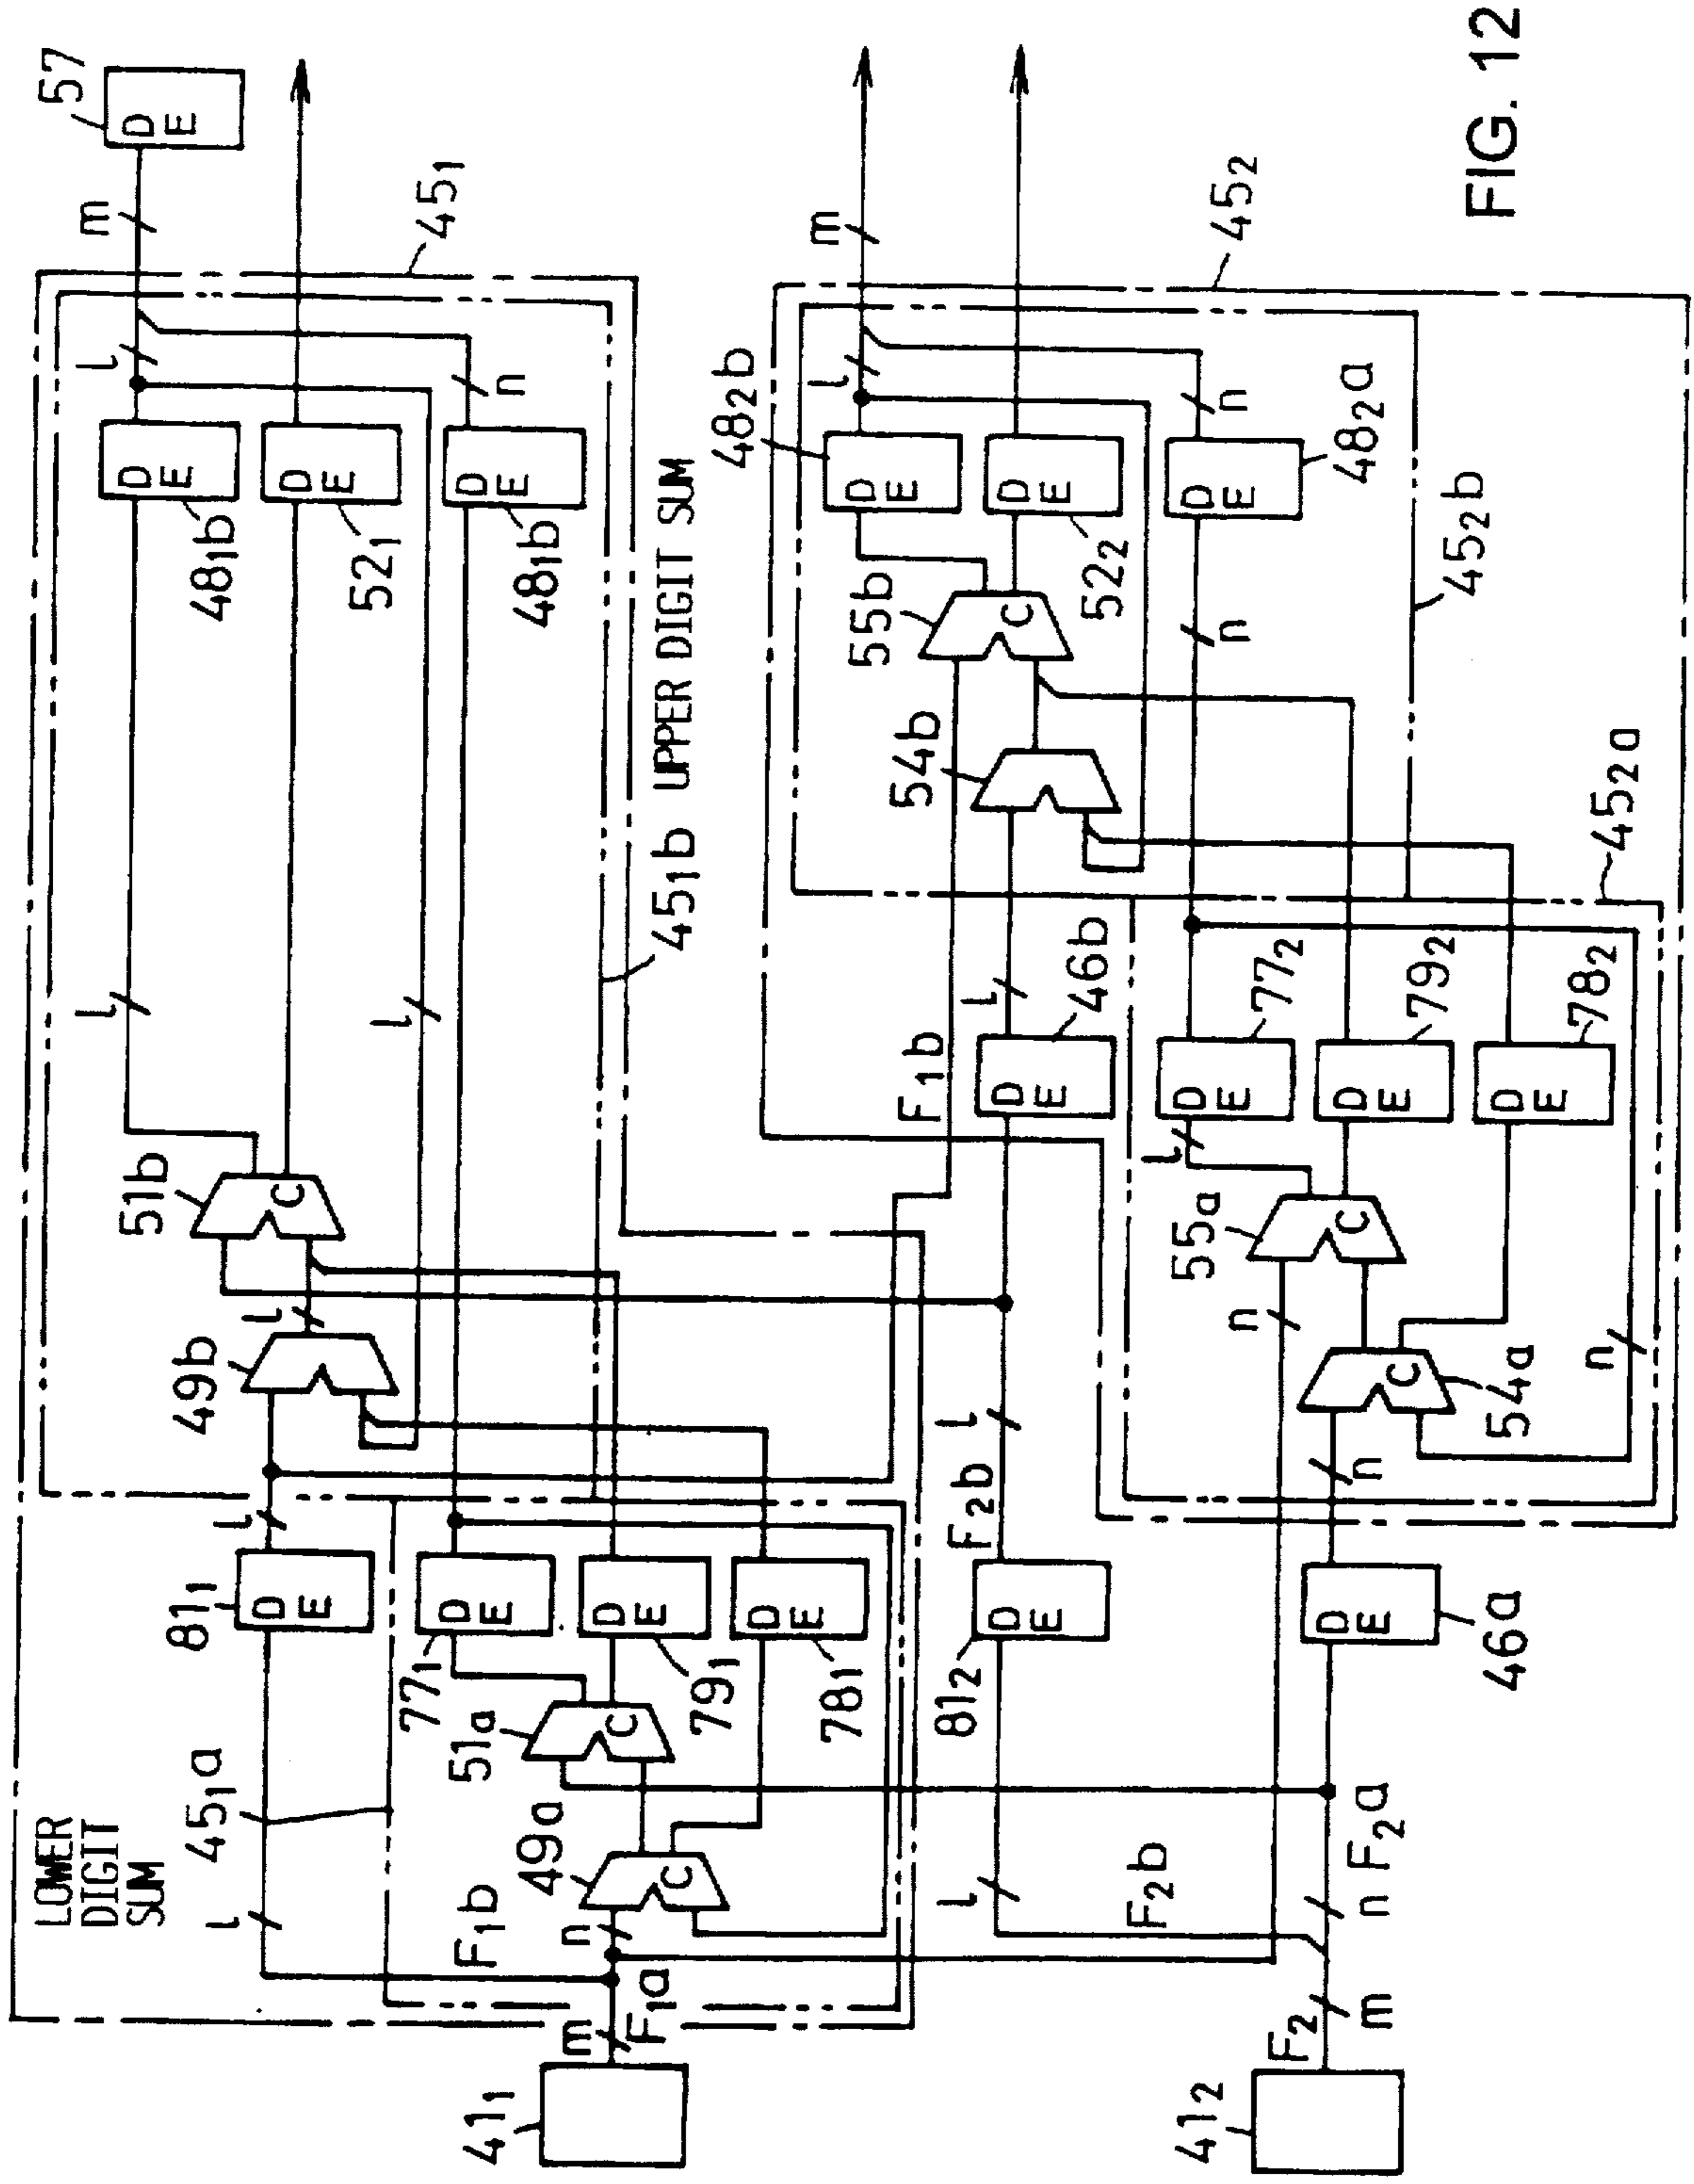 57
D E
m
45₁
l
n
D E
48₁b
D E
52₁
D E
48₁b
UPPER DIGIT SUM
45₁b
l
l
51b
C
l
49b
l
81₁
D E
77₁
D E
79₁
D E
78₁
D E
51a
C
49a
C
45₁a
LOWER
DIGIT
SUM
l
F₁b
n
m
F₁a
41₁
m
45₂
l
n
48₂b
D E
D E
52₂
D E
48₂a
55b
C
n
45₂b
54b
45₂a
l
46b
D E
F₁b
77₂
D E
79₂
D E
78₂
D E
l
55a
C
n
n
54a
C
n
l
F₂b
81₂
D E
46a
D E
l
F₂b
F₂a
n
F₂
m
41₂
FIG. 12